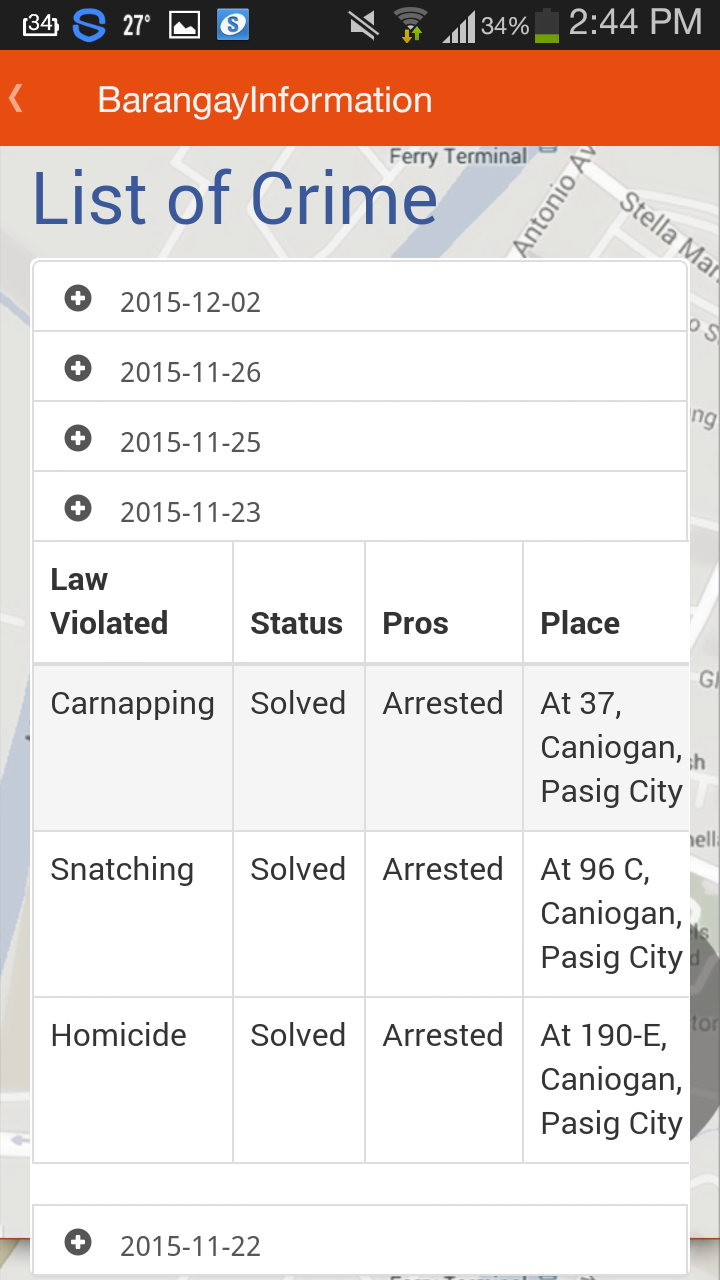 34 27° S 34% 2:44 PM
BarangayInformation
Ferry Terminal
Antonio Av
Stella Mar
List of Crime
2015-12-02
2015-11-26
2015-11-25
2015-11-23
Law Violated Status Pros Place
Carnapping Solved Arrested At 37,
Caniogan,
Pasig City
Snatching Solved Arrested At 96 C,
Caniogan,
Pasig City
Homicide Solved Arrested At 190-E,
Caniogan,
Pasig City
2015-11-22